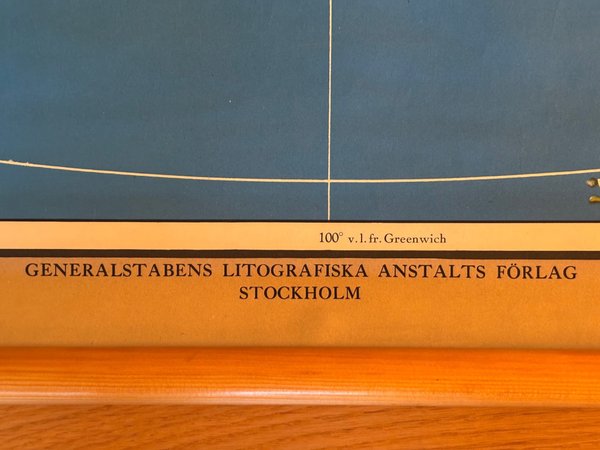 100° v. l. fr. Greenwich
GENERALSTABENS LITOGRAFISKA ANSTALTS FÖRLAG
STOCKHOLM